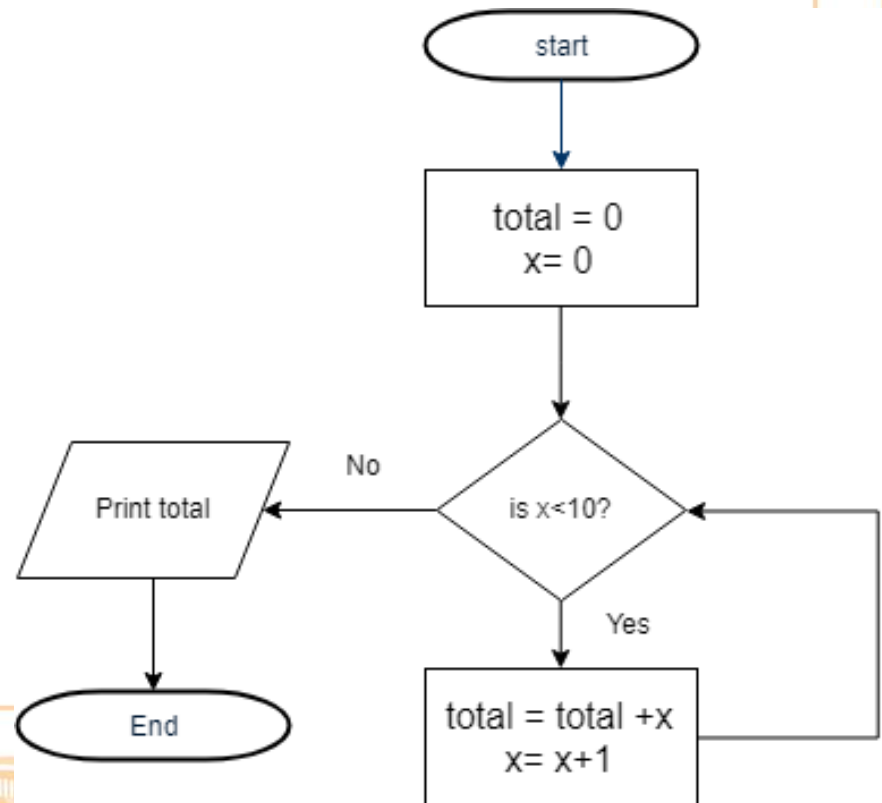 start
total = 0
x= 0
No
Print total
is x<10?
Yes
End
total = total +x
x= x+1